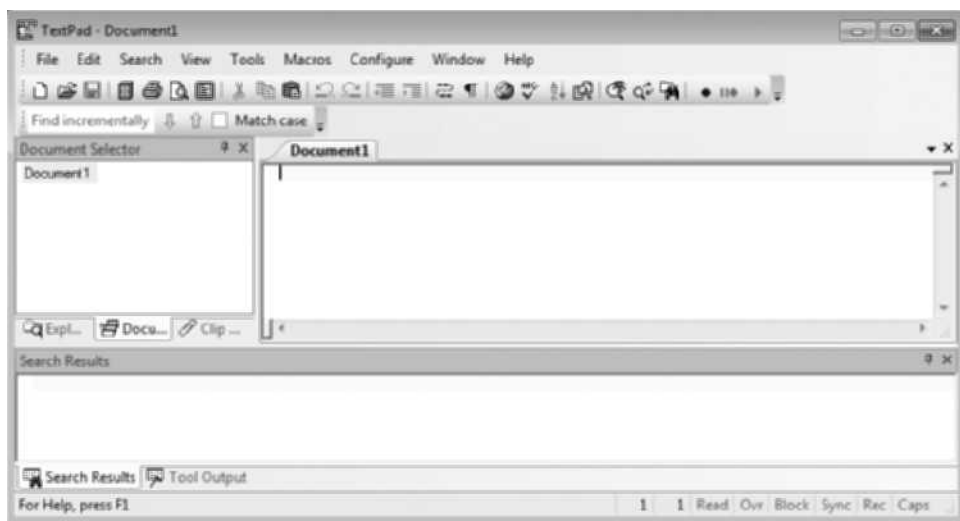 TextPad - Document1
File Edit Search View Tools Macros Configure Window Help
Find incrementally Match case
Document Selector
Document1
Document1
Expl... Docu... Clip ...
Search Results
Search Results Tool Output
For Help, press F1 1 1 Read Ovr Block Sync Rec Caps